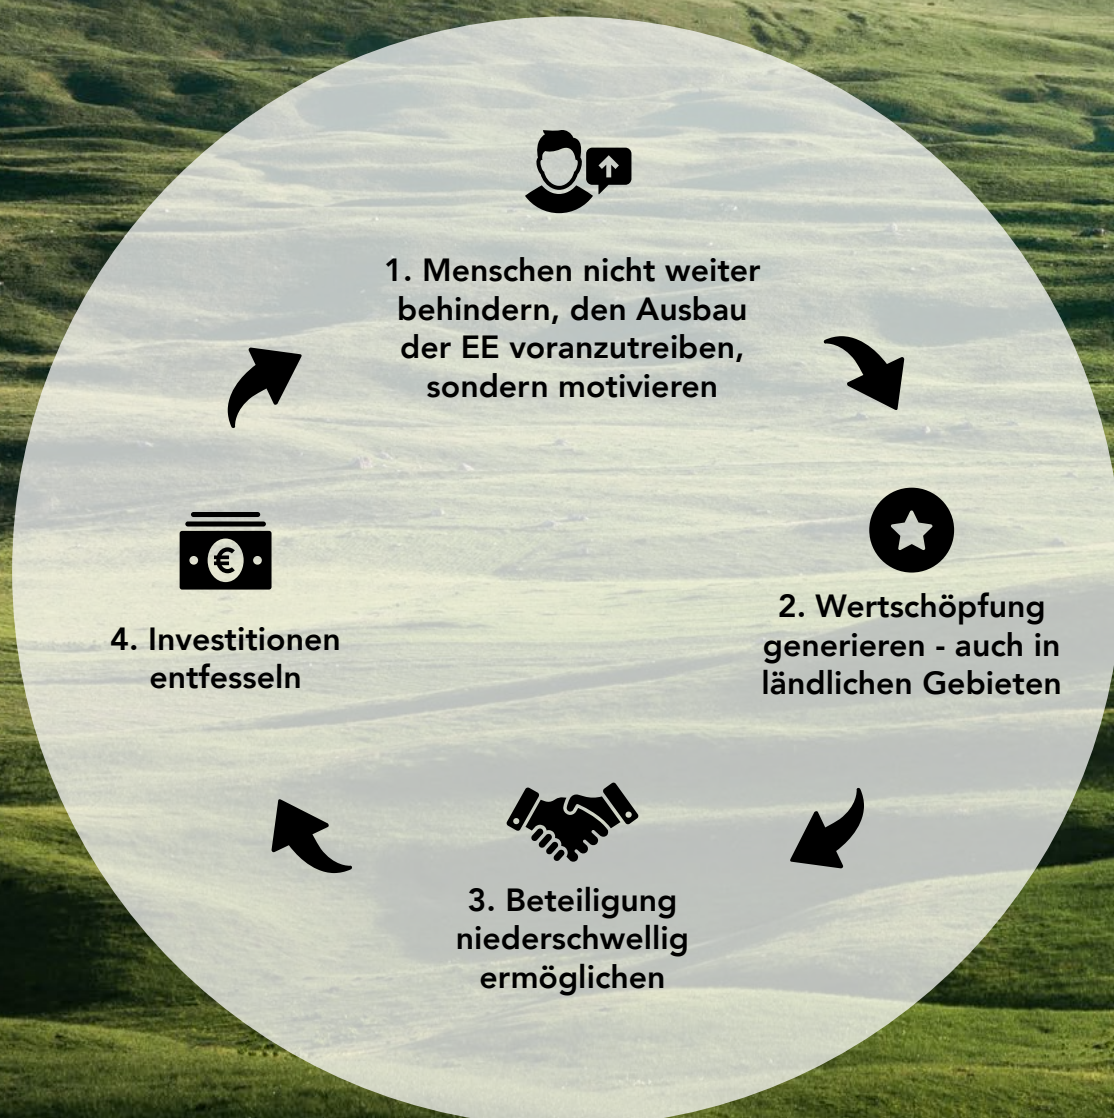 1. Menschen nicht weiter
behindern, den Ausbau
der EE voranzutreiben,
sondern motivieren
2. Wertschöpfung
generieren - auch in
ländlichen Gebieten
3. Beteiligung
niederschwellig
ermöglichen
4. Investitionen
entfesseln
€